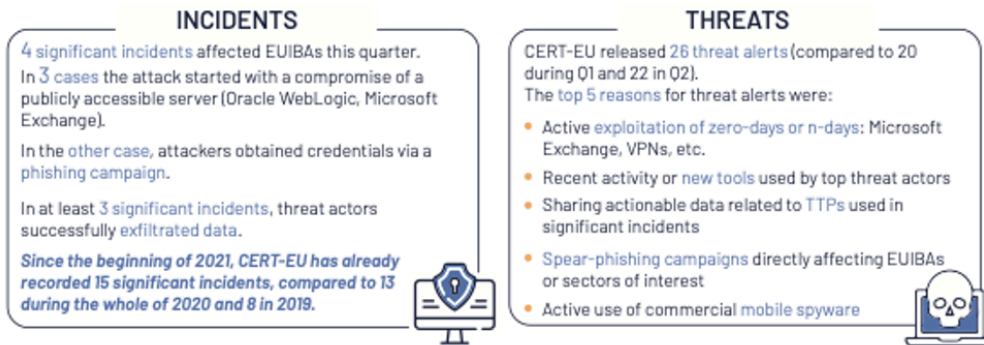 INCIDENTS
4 significant incidents affected EUIBAs this quarter.
In 3 cases the attack started with a compromise of a
publicly accessible server (Oracle WebLogic, Microsoft
Exchange).
In the other case, attackers obtained credentials via a
phishing campaign.
In at least 3 significant incidents, threat actors
successfully exfiltrated data.
Since the beginning of 2021, CERT-EU has already
recorded 15 significant incidents, compared to 13
during the whole of 2020 and 8 in 2019.
THREATS
CERT-EU released 26 threat alerts (compared to 20
during Q1 and 22 in Q2).
The top 5 reasons for threat alerts were:
• Active exploitation of zero-days or n-days: Microsoft
Exchange, VPNs, etc.
• Recent activity or new tools used by top threat actors
• Sharing actionable data related to TTPs used in
significant incidents
• Spear-phishing campaigns directly affecting EUIBAs
or sectors of interest
• Active use of commercial mobile spyware